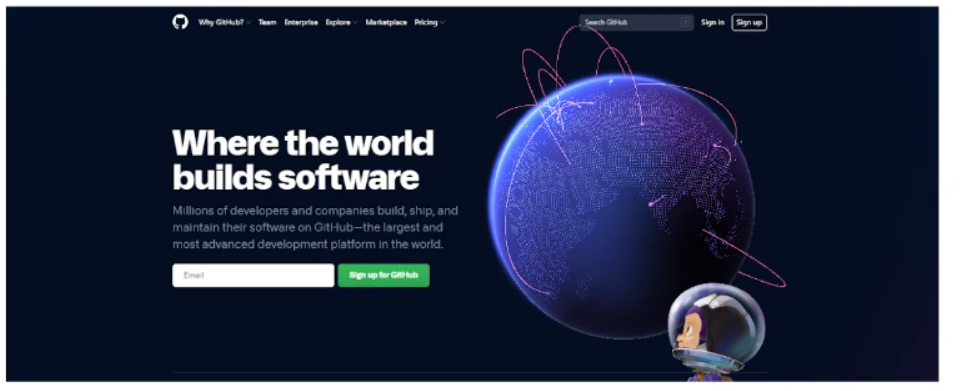 Why GitHub? Team Enterprise Explore Marketplace Pricing Search GitHub / Sign in Sign up
Where the world
builds software
Millions of developers and companies build, ship, and
maintain their software on GitHub—the largest and
most advanced development platform in the world.
Email Sign up for GitHub